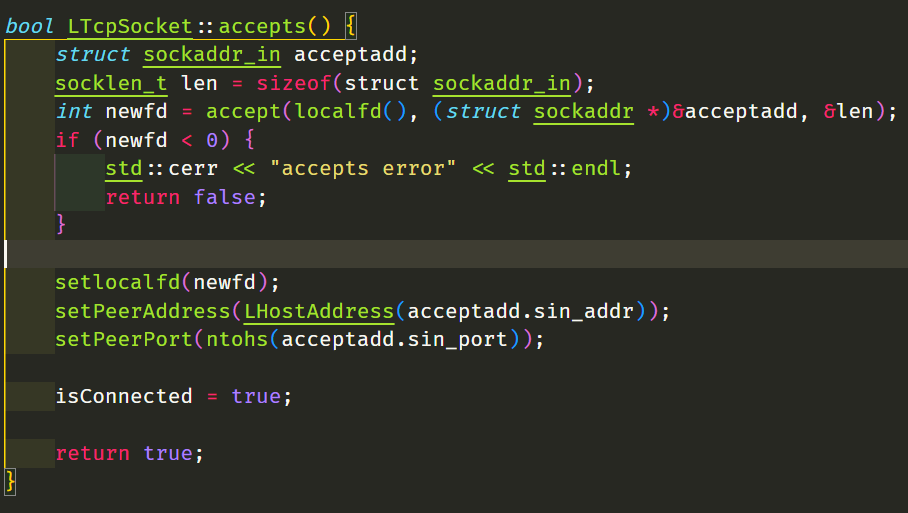 bool LTcpSocket::accepts() {
struct sockaddr_in acceptadd;
socklen_t len = sizeof(struct sockaddr_in);
int newfd = accept(localfd(), (struct sockaddr *)&acceptadd, &len);
if (newfd < 0) {
std::cerr << "accepts error" << std::endl;
return false;
}
setlocalfd(newfd);
setPeerAddress(LHostAddress(acceptadd.sin_addr));
setPeerPort(ntohs(acceptadd.sin_port));
isConnected = true;
return true;
}